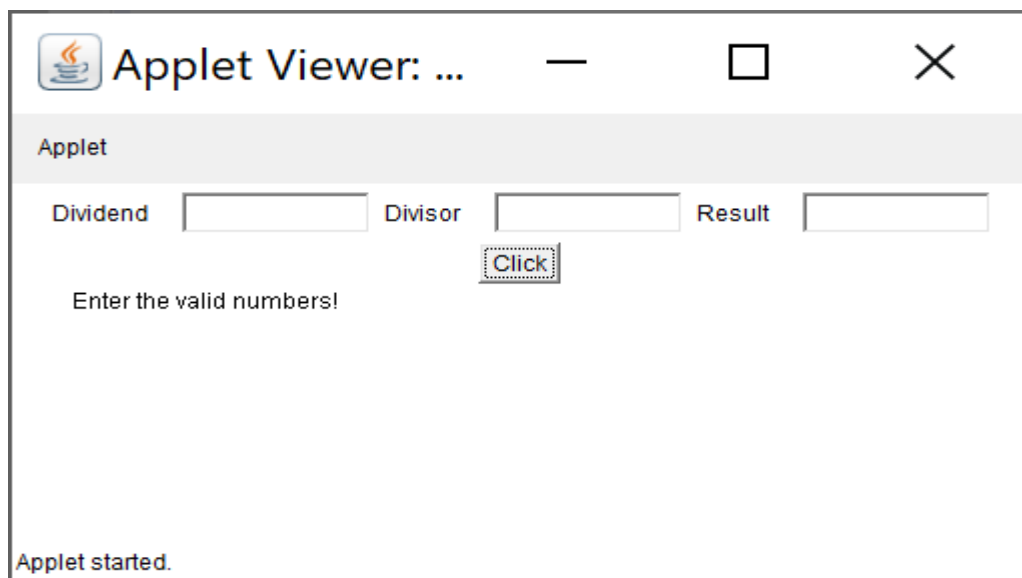 Applet Viewer: ...
Applet
Dividend Divisor Result
Click
Enter the valid numbers!
Applet started.